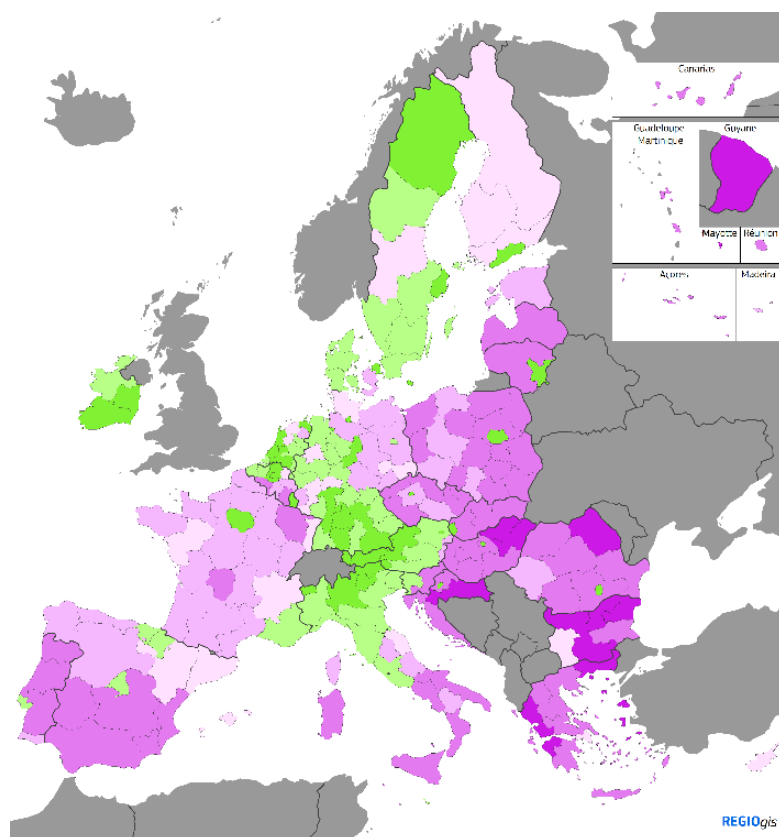 Canarias
Guadeloupe
Martinique
Guyane
Mayotte
Réunion
Açores
Madeira
REGIOgis